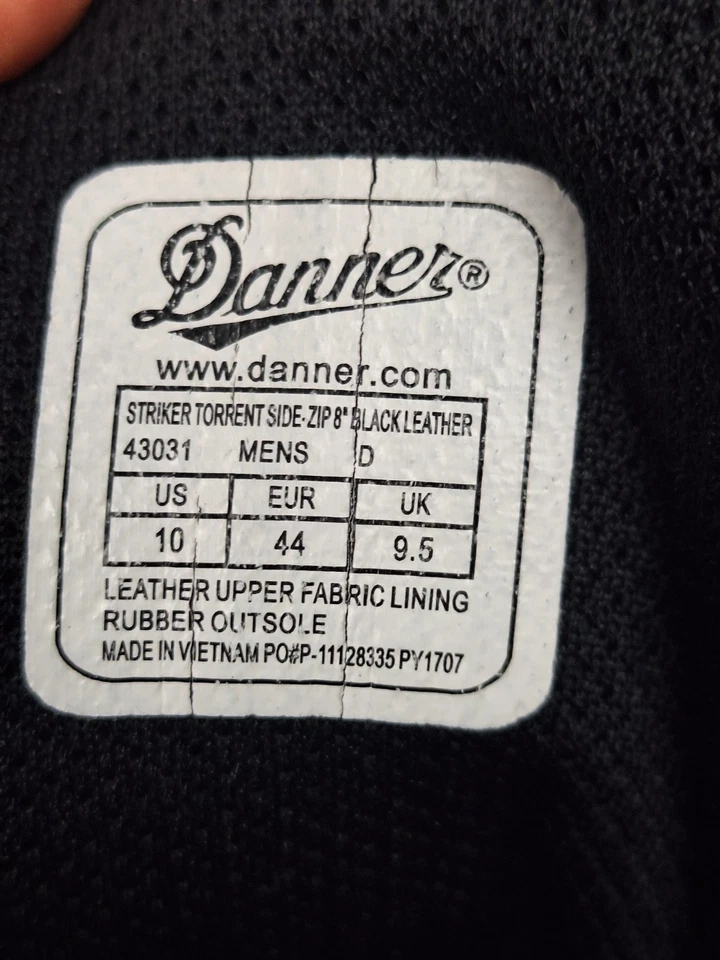 Danner®
www.danner.com
STRIKER TORRENT SIDE-ZIP 8" BLACK LEATHER
43031 MENS D
US EUR UK
10 44 9.5
LEATHER UPPER FABRIC LINING
RUBBER OUTSOLE
MADE IN VIETNAM PO#P-11128335 PY1707